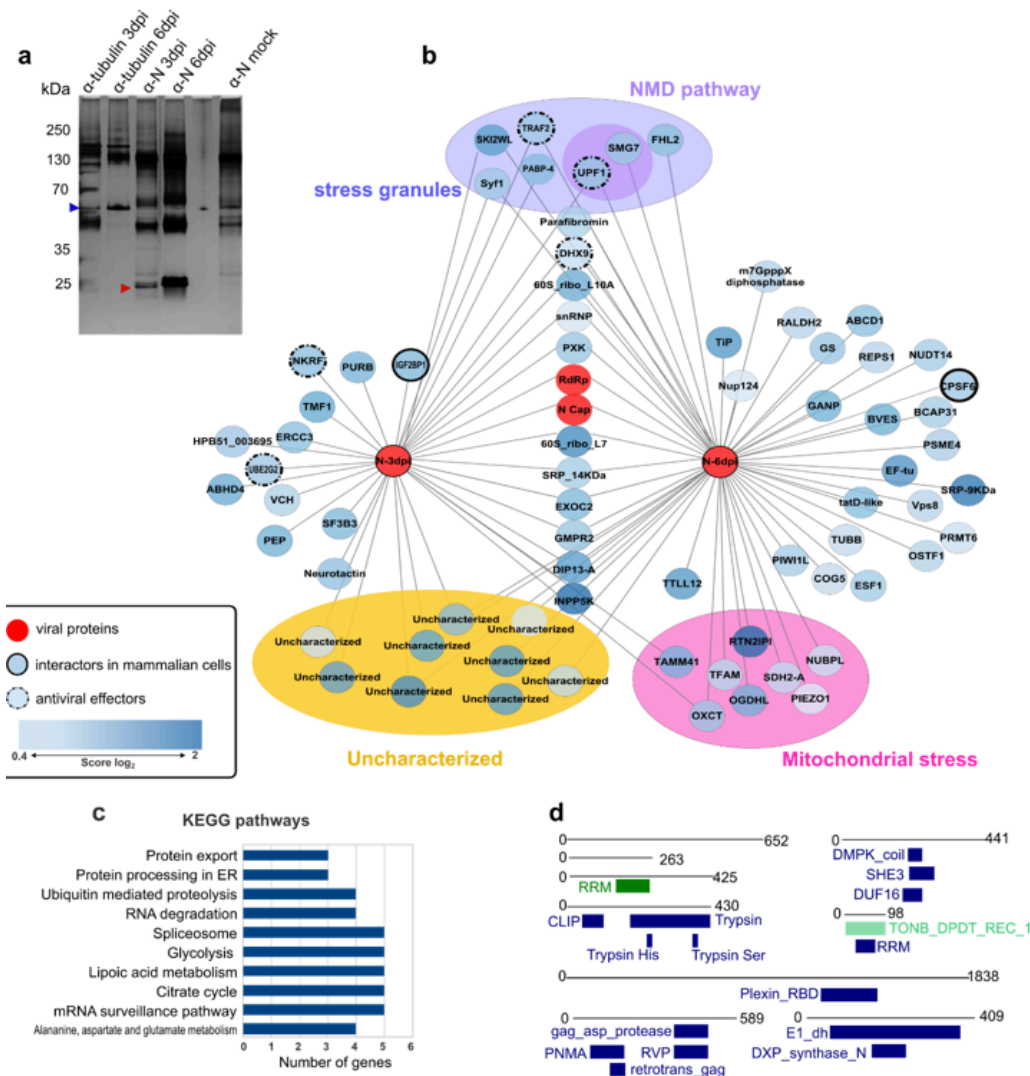 a
α-tubulin 3dpi
α-tubulin 6dpi
α-N 3dpi
α-N 6dpi
α-N mock
kDa
250
130
70
35
25
b
NMD pathway
stress granules
SKI2WL
TRAF2
SMG7
FHL2
Syf1
PABP-4
UPF1
Parafibromin
DHX9
60S_ribo_L10A
snRNP
PXK
RdRp
N Cap
60S_ribo_L7
SRP_14KDa
EXOC2
GMPR2
DIP13-A
INPP5K
NKRF
PURB
IGF2BP1
TMF1
HPB51_003695
ERCC3
N-3dpi
UBE2G2
ABHD4
VCH
SF3B3
PEP
Neurotactin
m7GpppX
diphosphatase
TiP
RALDH2
ABCD1
GS
REPS1
NUDT14
Nup124
CPSF6
GANP
BVES
BCAP31
PSME4
N-6dpi
EF-tu
SRP-9KDa
tatD-like
Vps8
TUBB
PRMT6
OSTF1
PIWI1L
COG5
ESF1
TTLL12
Uncharacterized
Uncharacterized
Uncharacterized
Uncharacterized
Uncharacterized
Uncharacterized
Uncharacterized
Uncharacterized
Uncharacterized
Uncharacterized
RTN2IPI
TAMM41
NUBPL
TFAM
SDH2-A
OGDHL
PIEZO1
OXCT
Mitochondrial stress
viral proteins
interactors in mammalian cells
antiviral effectors
0.4
2
Score log2
c
KEGG pathways
Protein export
Protein processing in ER
Ubiquitin mediated proteolysis
RNA degradation
Spliceosome
Glycolysis
Lipoic acid metabolism
Citrate cycle
mRNA surveillance pathway
Alananine, aspartate and glutamate metabolism
0 1 2 3 4 5 6
Number of genes
d
0 652
0 263
0 425
RRM
0 430
CLIP Trypsin
Trypsin His Trypsin Ser
0 441
DMPK_coil
SHE3
DUF16
0 98
TONB_DPDT_REC_1
RRM
0 1838
Plexin_RBD
0 589
gag_asp_protease
PNMA RVP
retrotrans_gag
0 409
E1_dh
DXP_synthase_N